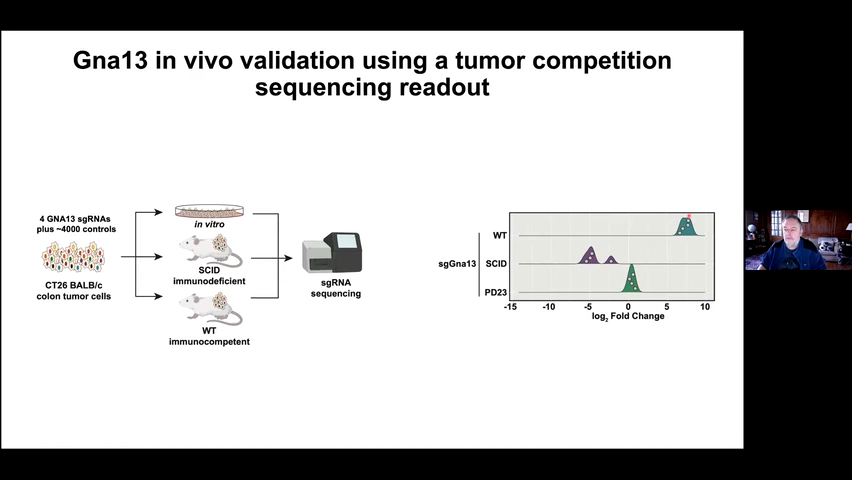 Gna13 in vivo validation using a tumor competition
sequencing readout
4 GNA13 sgRNAs
plus ~4000 controls
CT26 BALB/c
colon tumor cells
in vitro
SCID
immunodeficient
WT
immunocompetent
sgRNA
sequencing
sgGna13
WT
SCID
PD23
-15 -10 -5 0 5 10
log2 Fold Change